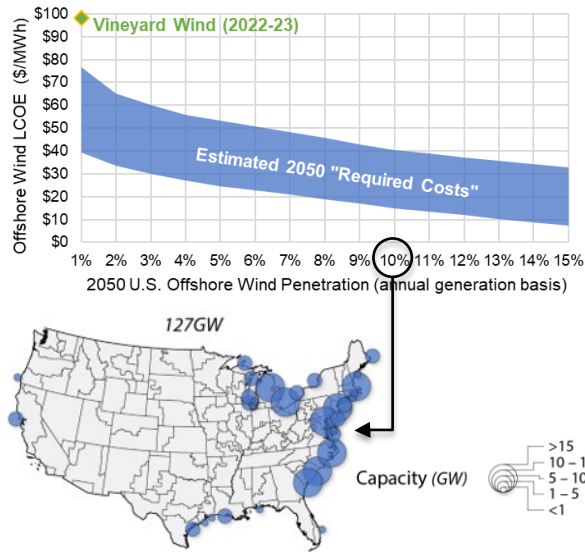 $100
$90
$80
$70
$60
$50
$40
$30
$20
$10
$0
Offshore Wind LCOE ($/MWh)
Vineyard Wind (2022-23)
Estimated 2050 "Required Costs"
1% 2% 3% 4% 5% 6% 7% 8% 9% 10% 11% 12% 13% 14% 15%
2050 U.S. Offshore Wind Penetration (annual generation basis)
127GW
Capacity (GW)
>15
10 – 1
5 – 10
1 – 5
<1